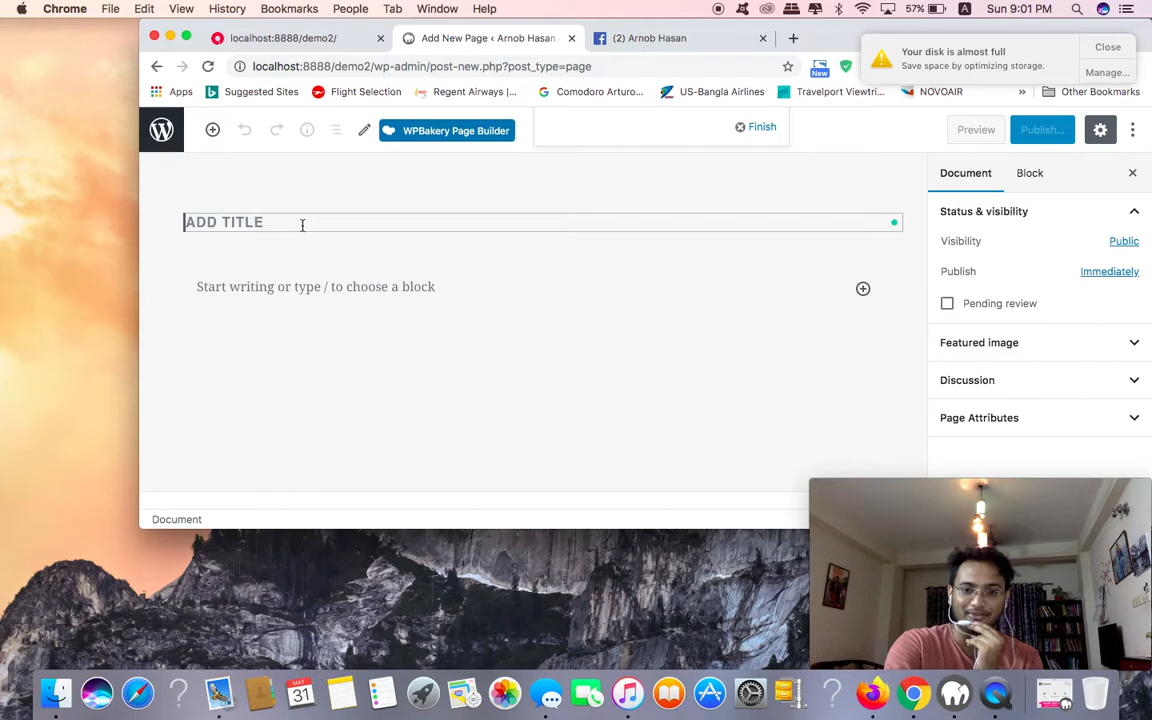 Chrome File Edit View History Bookmarks People Tab Window Help 57% A Sun 9:01 PM
localhost:8888/demo2/
Add New Page ‹ Arnob Hasan
(2) Arnob Hasan
Your disk is almost full
Save space by optimizing storage.
Close
Manage...
localhost:8888/demo2/wp-admin/post-new.php?post_type=page
New
Apps Suggested Sites Flight Selection Regent Airways |... Comodoro Arturo... US-Bangla Airlines Travelport Viewtri... NOVOAIR » Other Bookmarks
WPBakery Page Builder
Finish
Preview
Publish...
Document Block
ADD TITLE
Start writing or type / to choose a block
Status & visibility
Visibility Public
Publish Immediately
Pending review
Featured image
Discussion
Page Attributes
Document
MAY
31